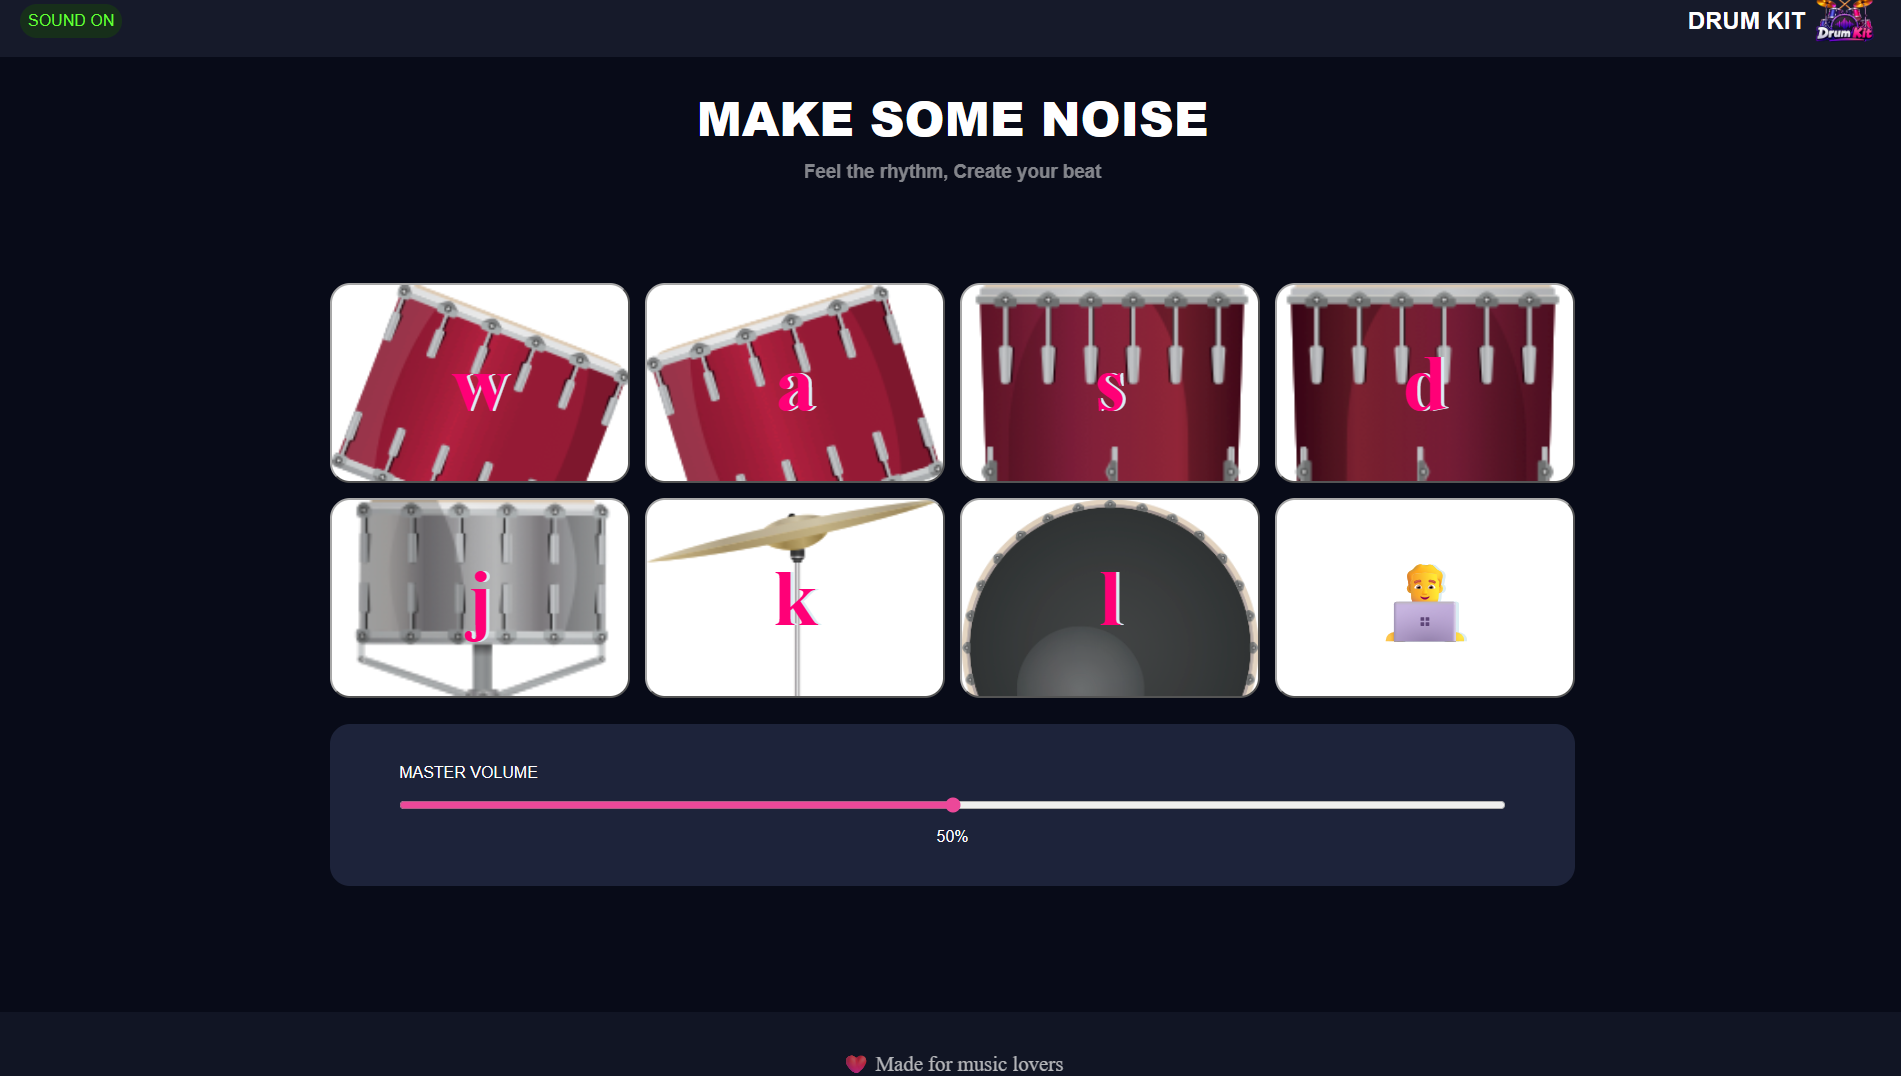 SOUND ON
DRUM KIT
Drum Kit
MAKE SOME NOISE
Feel the rhythm, Create your beat
w a s d
j k l
MASTER VOLUME
50%
Made for music lovers